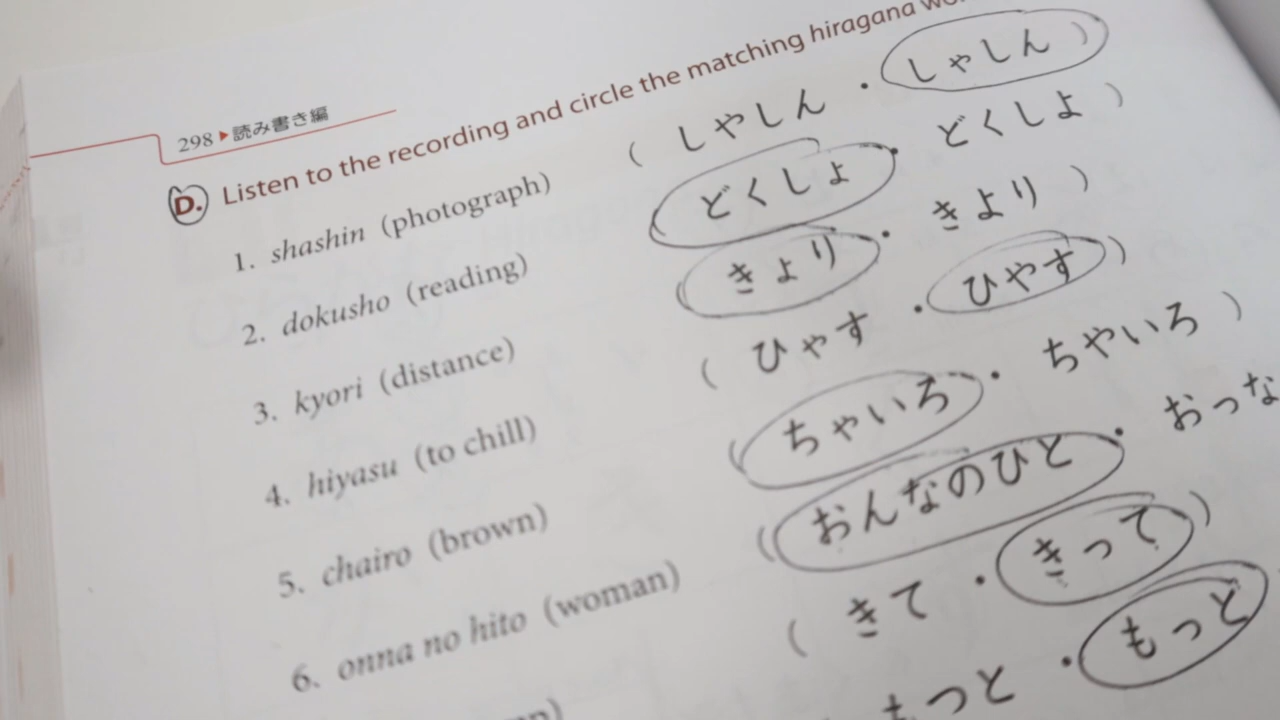 298 ▶ 読み書き編
D. Listen to the recording and circle the matching hiragana
1. shashin (photograph) ( しやしん ・ しゃしん )
2. dokusho (reading) ( どくしょ ・ どくしよ )
3. kyori (distance) ( きょり ・ きより )
4. hiyasu (to chill) ( ひゃす ・ ひやす )
5. chairo (brown) ( ちゃいろ ・ ちやいろ )
6. onna no hito (woman) ( おんなのひと ・ おっな
( きて ・ きって )
もつと ・ もっと